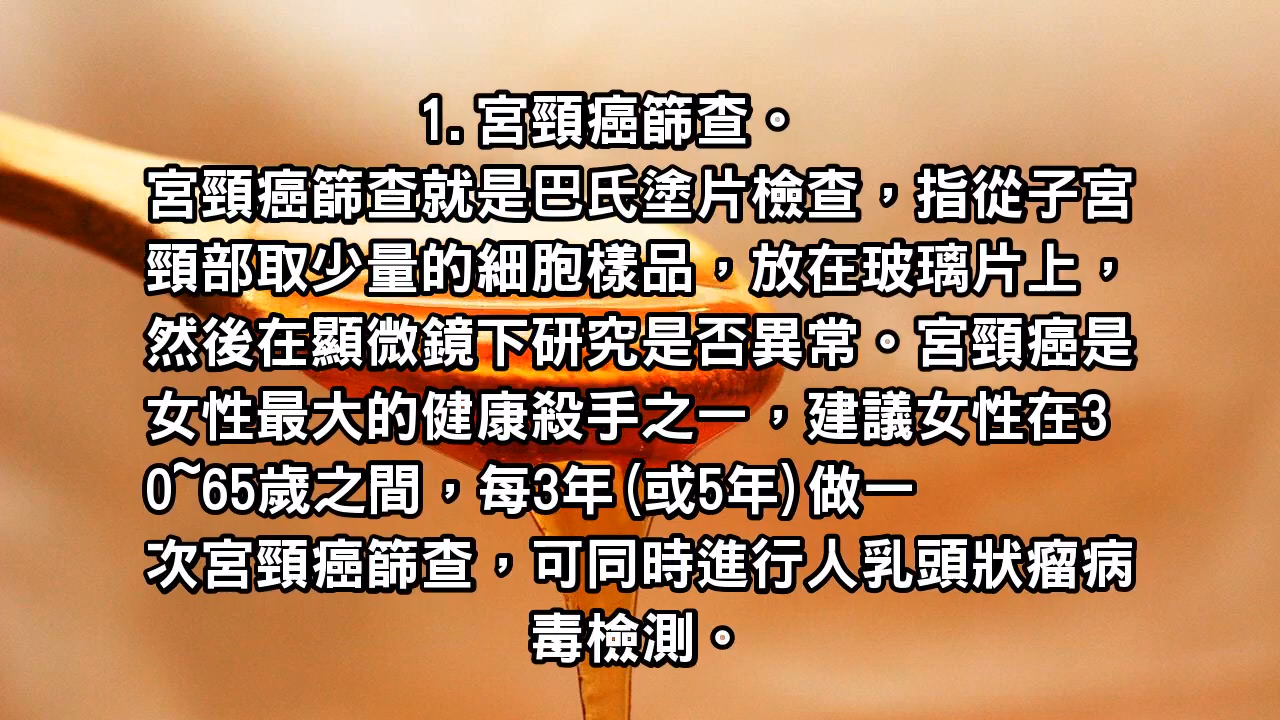 1.宮頸癌篩查。
宮頸癌篩查就是巴氏塗片檢查，指從子宮
頸部取少量的細胞樣品，放在玻璃片上，
然後在顯微鏡下研究是否異常。宮頸癌是
女性最大的健康殺手之一，建議女性在3
0~65歲之間，每3年(或5年)做一
次宮頸癌篩查，可同時進行人乳頭狀瘤病
毒檢測。